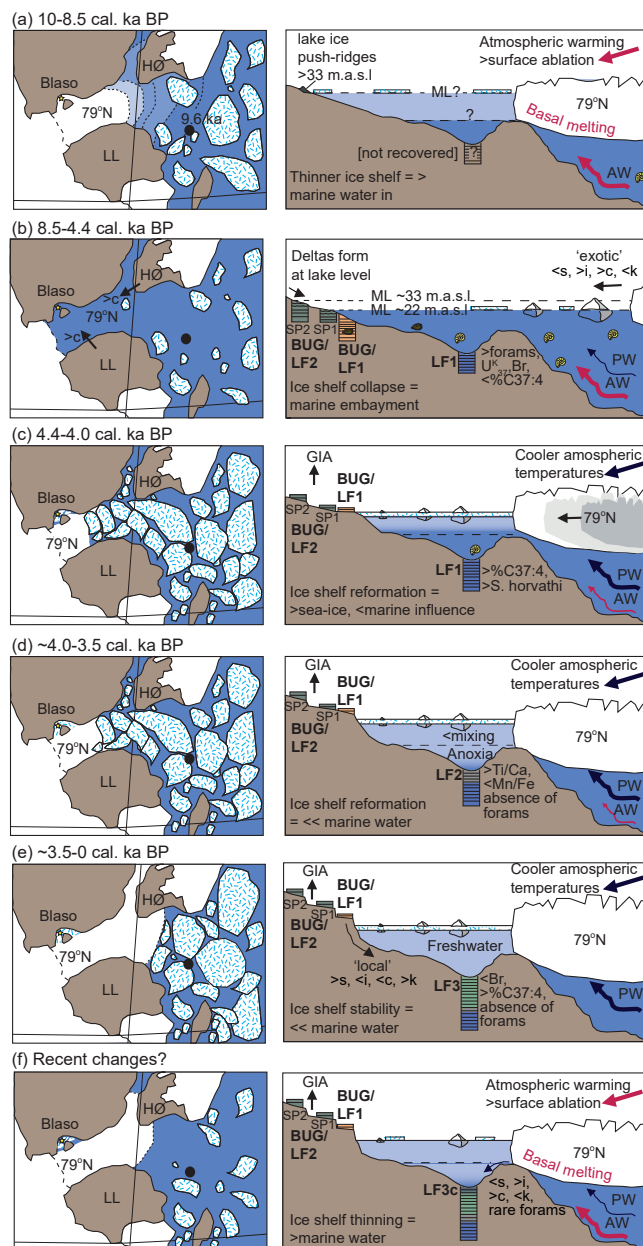 (a) 10-8.5 cal. ka BP
HØ
Blaso
79°N
9.6 ka
LL
lake ice
push-ridges
>33 m.a.s.l
Atmospheric warming
>surface ablation
ML?
79°N
?
Basal melting
[not recovered]
?
AW
Thinner ice shelf = >
marine water in
(b) 8.5-4.4 cal. ka BP
HØ
>c
Blaso
79°N
>c
LL
Deltas form
at lake level
'exotic'
<s, >i, >c, <k
ML ~33 m.a.s.l
ML ~22 m.a.s.l
SP2
SP1
BUG/
LF2
BUG/
LF1
LF1
>forams,
UK37,Br,
<%C37:4
PW
AW
Ice shelf collapse =
marine embayment
(c) 4.4-4.0 cal. ka BP
HØ
Blaso
79°N
LL
GIA
BUG/
LF1
Cooler amospheric
temperatures
SP2
SP1
BUG/
LF2
79°N
LF1
>%C37:4,
>S. horvathi
PW
AW
Ice shelf reformation =
>sea-ice, <marine influence
(d) ~4.0-3.5 cal. ka BP
HØ
Blaso
79°N
LL
GIA
BUG/
LF1
Cooler amospheric
temperatures
SP2
SP1
BUG/
LF2
<mixing
Anoxia
79°N
LF2
>Ti/Ca,
<Mn/Fe
absence of
forams
PW
AW
Ice shelf reformation
= << marine water
(e) ~3.5-0 cal. ka BP
HØ
Blaso
79°N
LL
GIA
BUG/
LF1
Cooler amospheric
temperatures
SP2
SP1
BUG/
LF2
Freshwater
79°N
'local'
>s, <i, <c, >k
LF3
<Br,
>%C37:4,
absence of
forams
PW
Ice shelf stability =
<< marine water
(f) Recent changes?
HØ
Blaso
79°N
LL
GIA
BUG/
LF1
Atmospheric warming
>surface ablation
SP2
SP1
BUG/
LF2
79°N
Basal melting
LF3c
<s, >i,
>c, <k,
rare forams
PW
AW
Ice shelf thinning =
>marine water